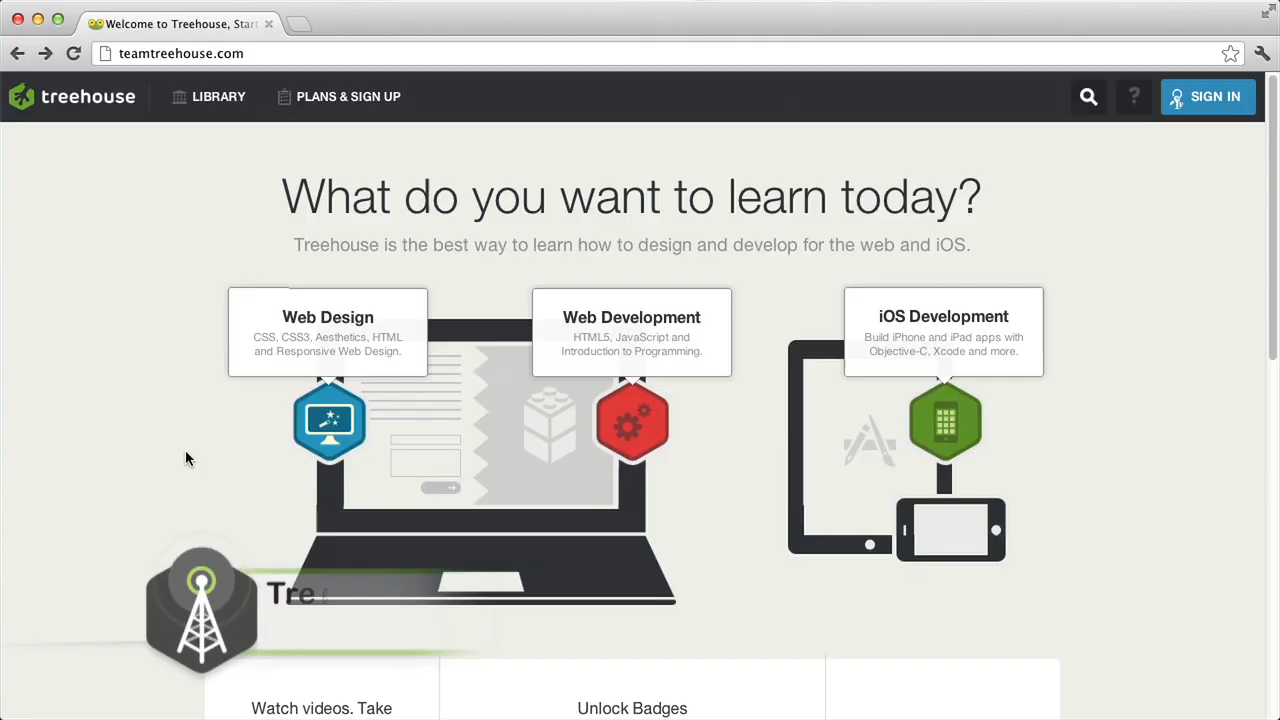 Welcome to Treehouse, Start
teamtreehouse.com
treehouse
LIBRARY
PLANS & SIGN UP
?
SIGN IN
What do you want to learn today?
Treehouse is the best way to learn how to design and develop for the web and iOS.
Web Design
CSS, CSS3, Aesthetics, HTML
and Responsive Web Design.
Web Development
HTML5, JavaScript and
Introduction to Programming.
iOS Development
Build iPhone and iPad apps with
Objective-C, Xcode and more.
Tre
Watch videos. Take
Unlock Badges